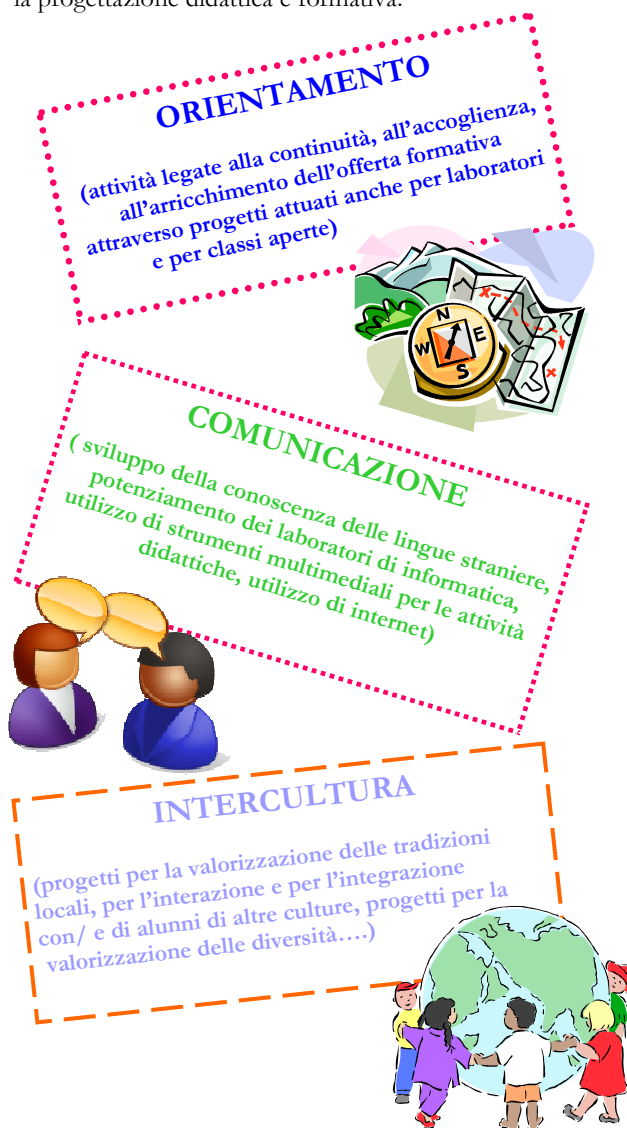 la progettazione didattica e formativa.
ORIENTAMENTO
(attività legate alla continuità, all’accoglienza,
all’arricchimento dell’offerta formativa
attraverso progetti attuati anche per laboratori
e per classi aperte)
N
W E
S
COMUNICAZIONE
( sviluppo della conoscenza delle lingue straniere,
potenziamento dei laboratori di informatica,
utilizzo di strumenti multimediali per le attività
didattiche, utilizzo di internet)
INTERCULTURA
(progetti per la valorizzazione delle tradizioni
locali, per l’interazione e per l’integrazione
con/ e di alunni di altre culture, progetti per la
valorizzazione delle diversità….)